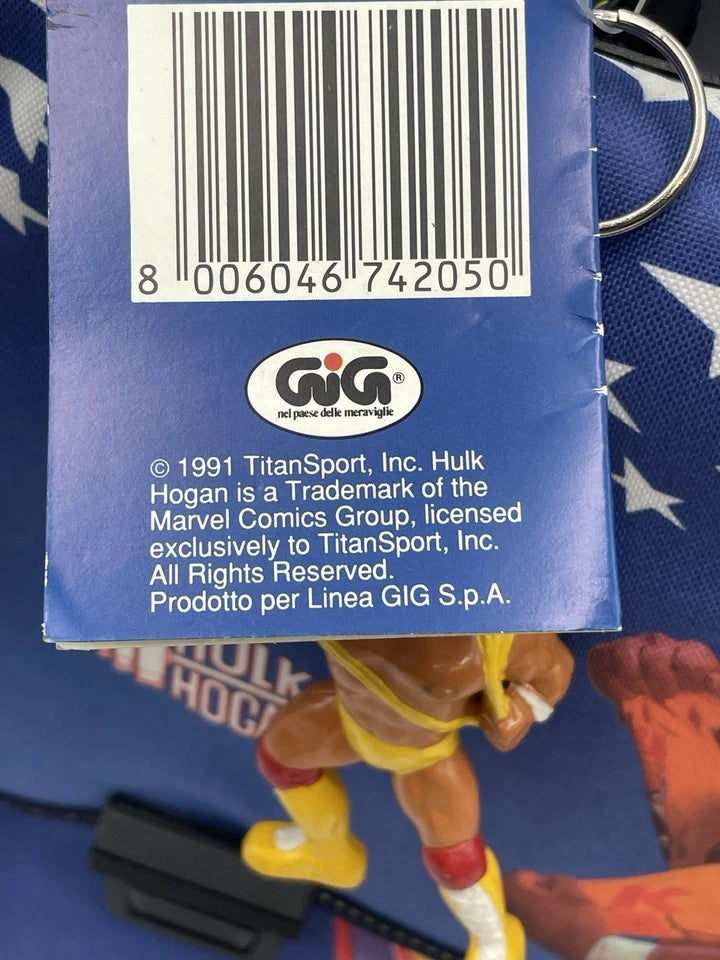 8 006046 742050
GiG®
nel paese delle meraviglie
© 1991 TitanSport, Inc. Hulk
Hogan is a Trademark of the
Marvel Comics Group, licensed
exclusively to TitanSport, Inc.
All Rights Reserved.
Prodotto per Linea GIG S.p.A.
HULK
HOGA